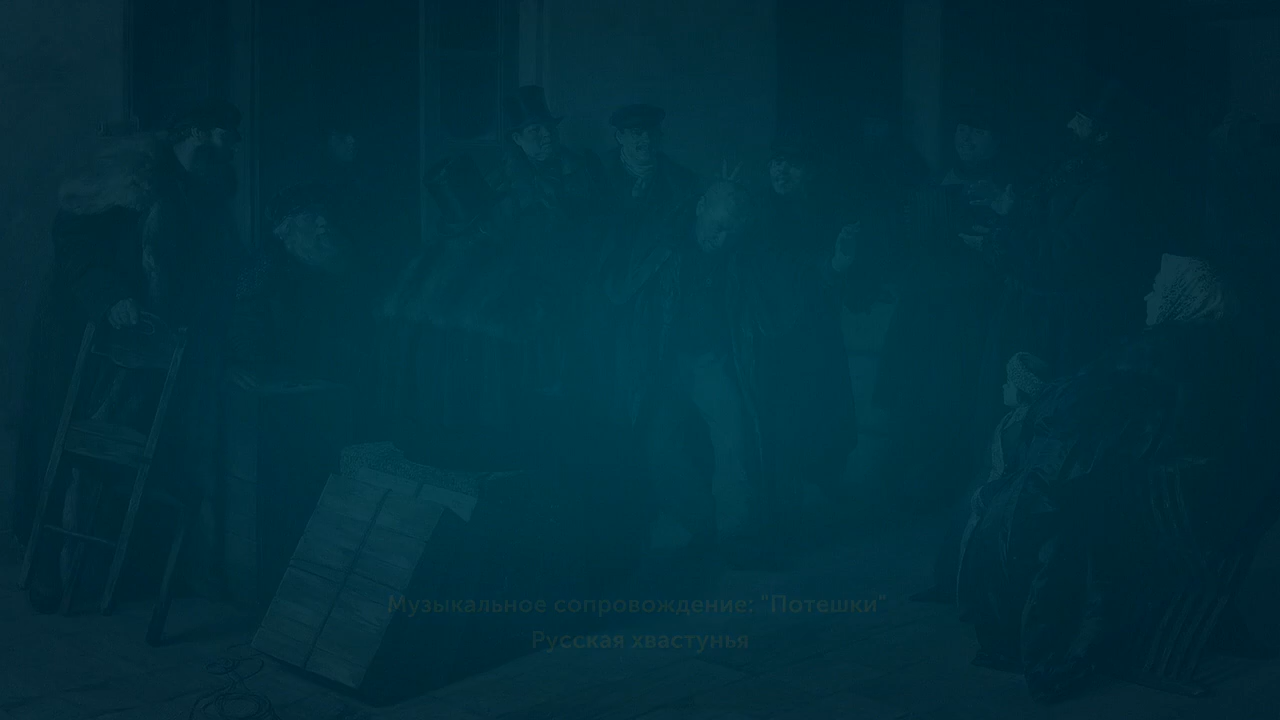 Музыкальное сопровождение: "Потешки"
Русская хвастунья